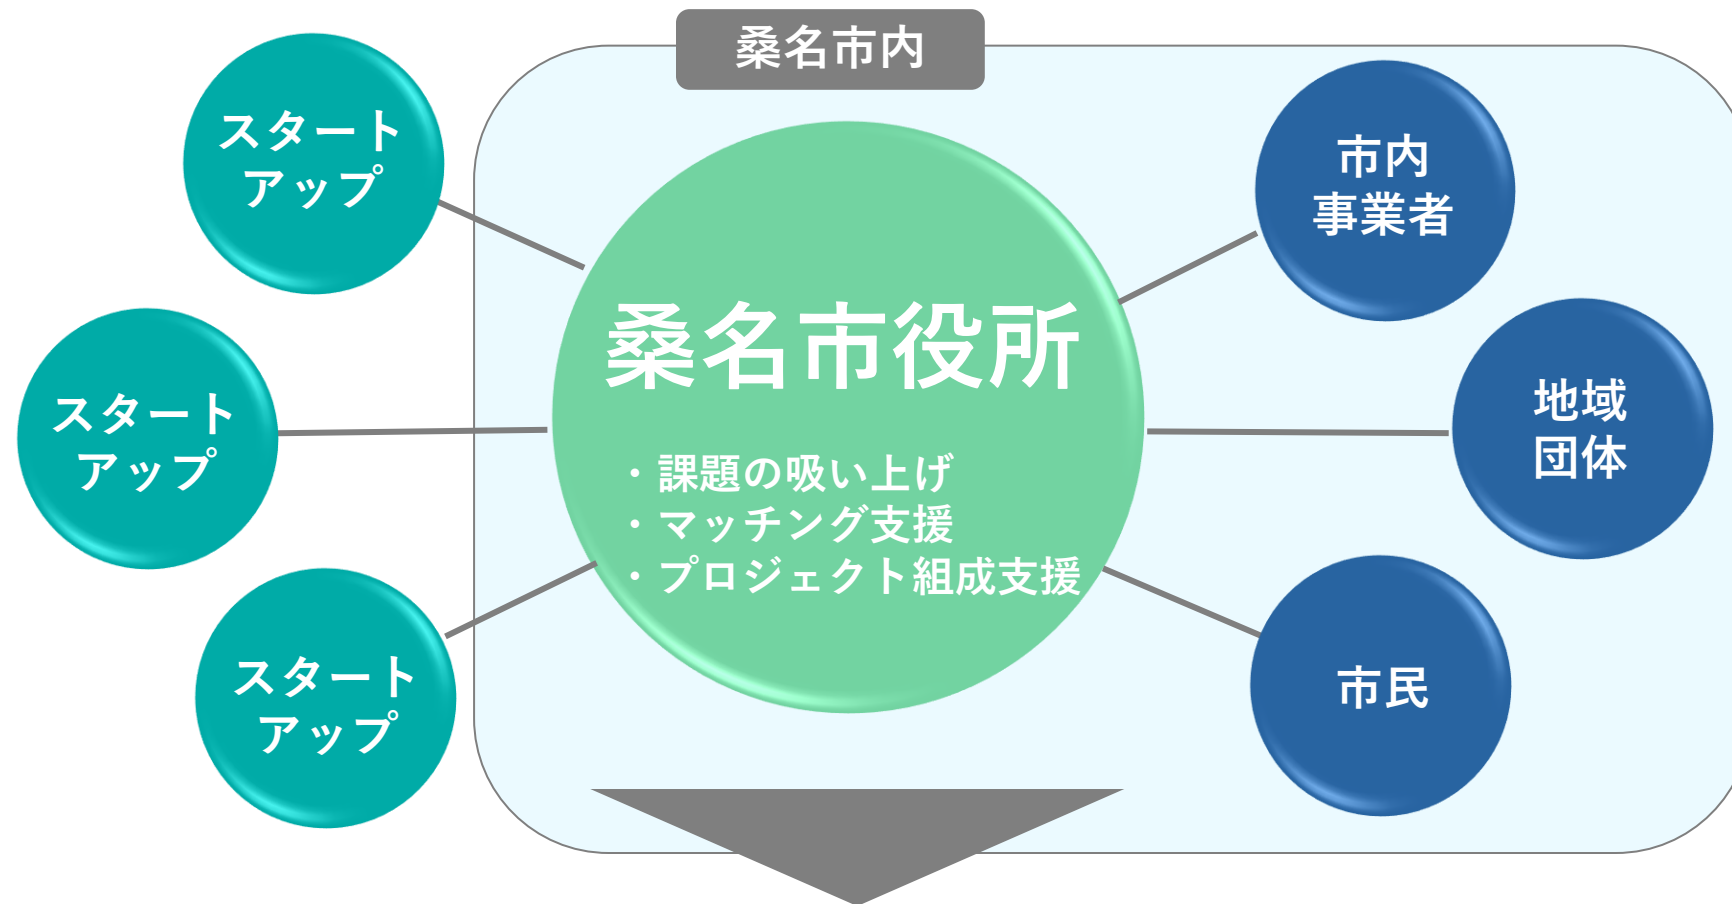 桑名市内
スタート
アップ
スタート
アップ
スタート
アップ
桑名市役所
・課題の吸い上げ
・マッチング支援
・プロジェクト組成支援
市内
事業者
地域
団体
市民